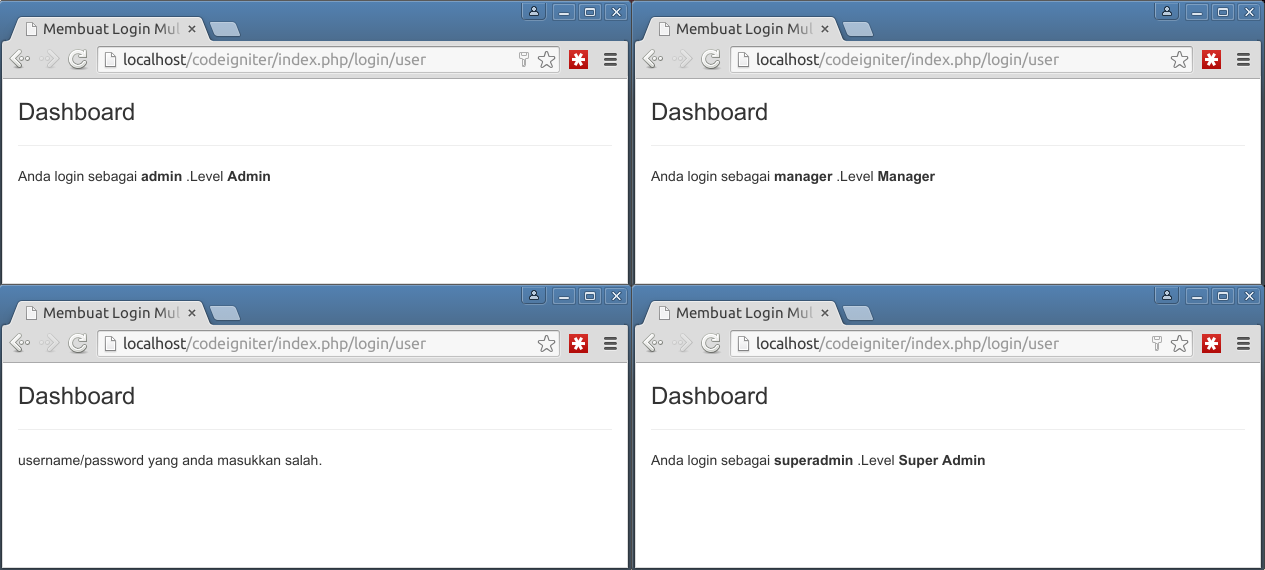 Membuat Login Mul
localhost/codeigniter/index.php/login/user
Dashboard
Anda login sebagai admin .Level Admin
Membuat Login Mul
localhost/codeigniter/index.php/login/user
Dashboard
Anda login sebagai manager .Level Manager
Membuat Login Mul
localhost/codeigniter/index.php/login/user
Dashboard
username/password yang anda masukkan salah.
Membuat Login Mul
localhost/codeigniter/index.php/login/user
Dashboard
Anda login sebagai superadmin .Level Super Admin